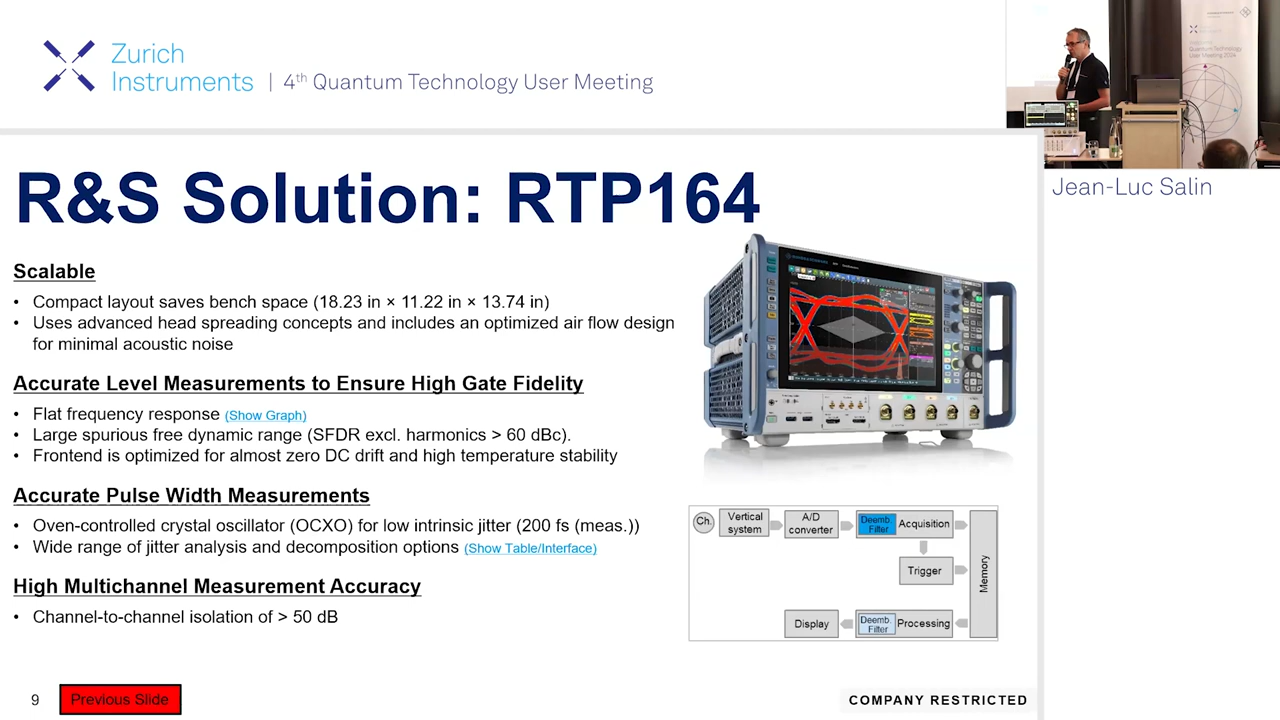 Zurich
Instruments | 4th Quantum Technology User Meeting
Quantum Technology
User Meeting 2024
Jean-Luc Salin
R&S Solution: RTP164
Scalable
• Compact layout saves bench space (18.23 in × 11.22 in × 13.74 in)
• Uses advanced head spreading concepts and includes an optimized air flow design
for minimal acoustic noise
Accurate Level Measurements to Ensure High Gate Fidelity
• Flat frequency response (Show Graph)
• Large spurious free dynamic range (SFDR excl. harmonics > 60 dBc).
• Frontend is optimized for almost zero DC drift and high temperature stability
Accurate Pulse Width Measurements
• Oven-controlled crystal oscillator (OCXO) for low intrinsic jitter (200 fs (meas.))
• Wide range of jitter analysis and decomposition options (Show Table/Interface)
High Multichannel Measurement Accuracy
• Channel-to-channel isolation of > 50 dB
Ch.
Vertical
system
A/D
converter
Deemb.
Filter
Acquisition
Trigger
Memory
Display
Deemb.
Filter
Processing
9
Previous Slide
COMPANY RESTRICTED